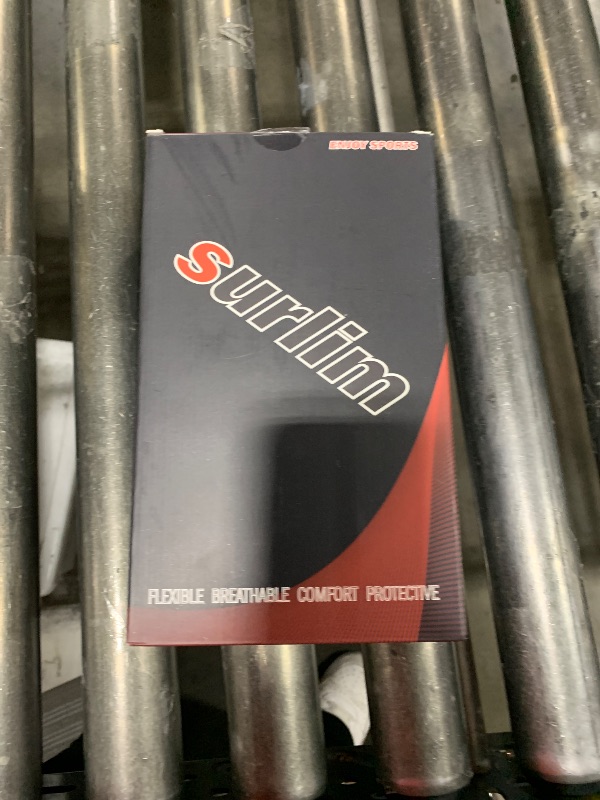 ENJOY SPORTS
surlim
FLEXIBLE BREATHABLE COMFORT PROTECTIVE